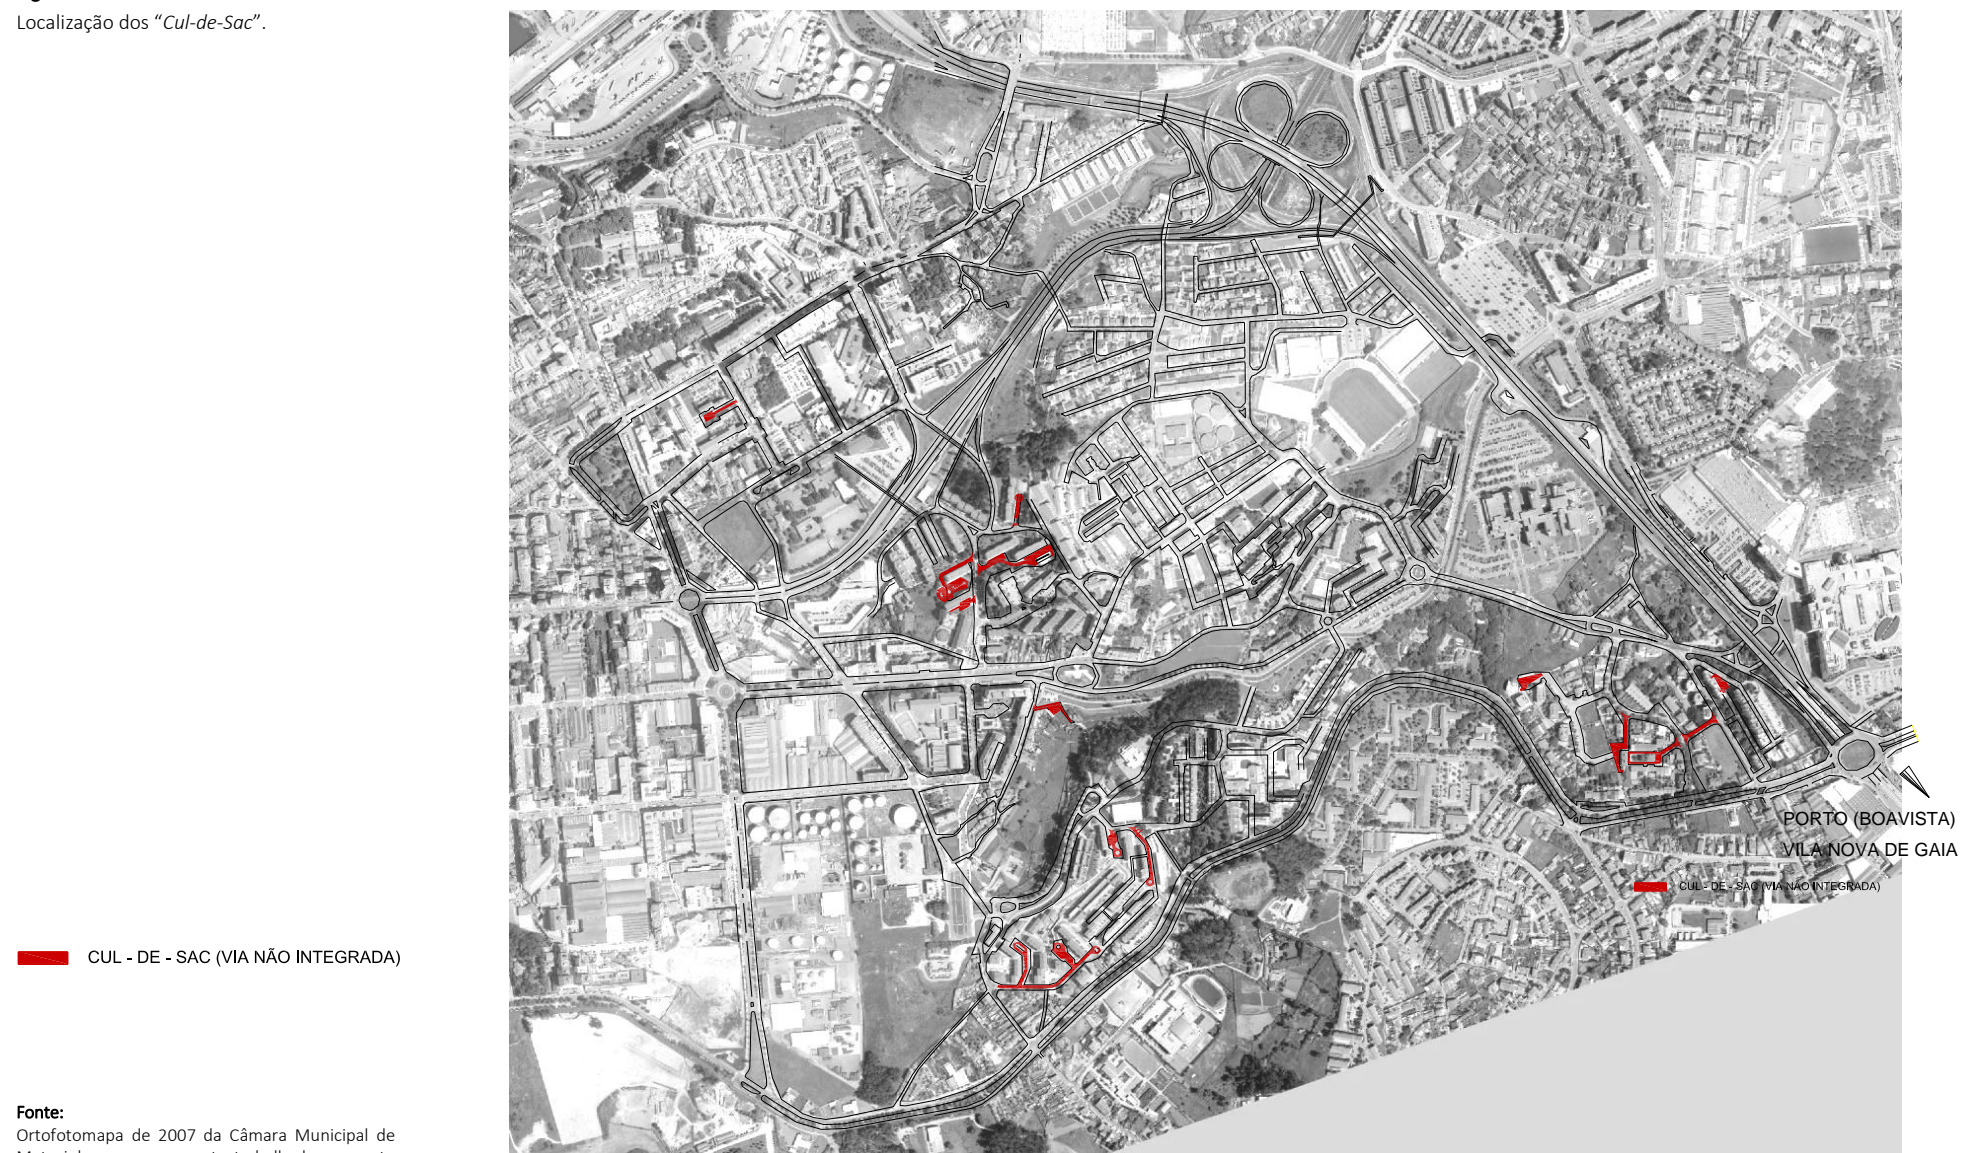 Localização dos “Cul-de-Sac”.
PORTO (BOAVISTA)
VILA NOVA DE GAIA
CUL - DE - SAC (VIA NÃO INTEGRADA)
CUL - DE - SAC (VIA NÃO INTEGRADA)
Fonte:
Ortofotomapa de 2007 da Câmara Municipal de